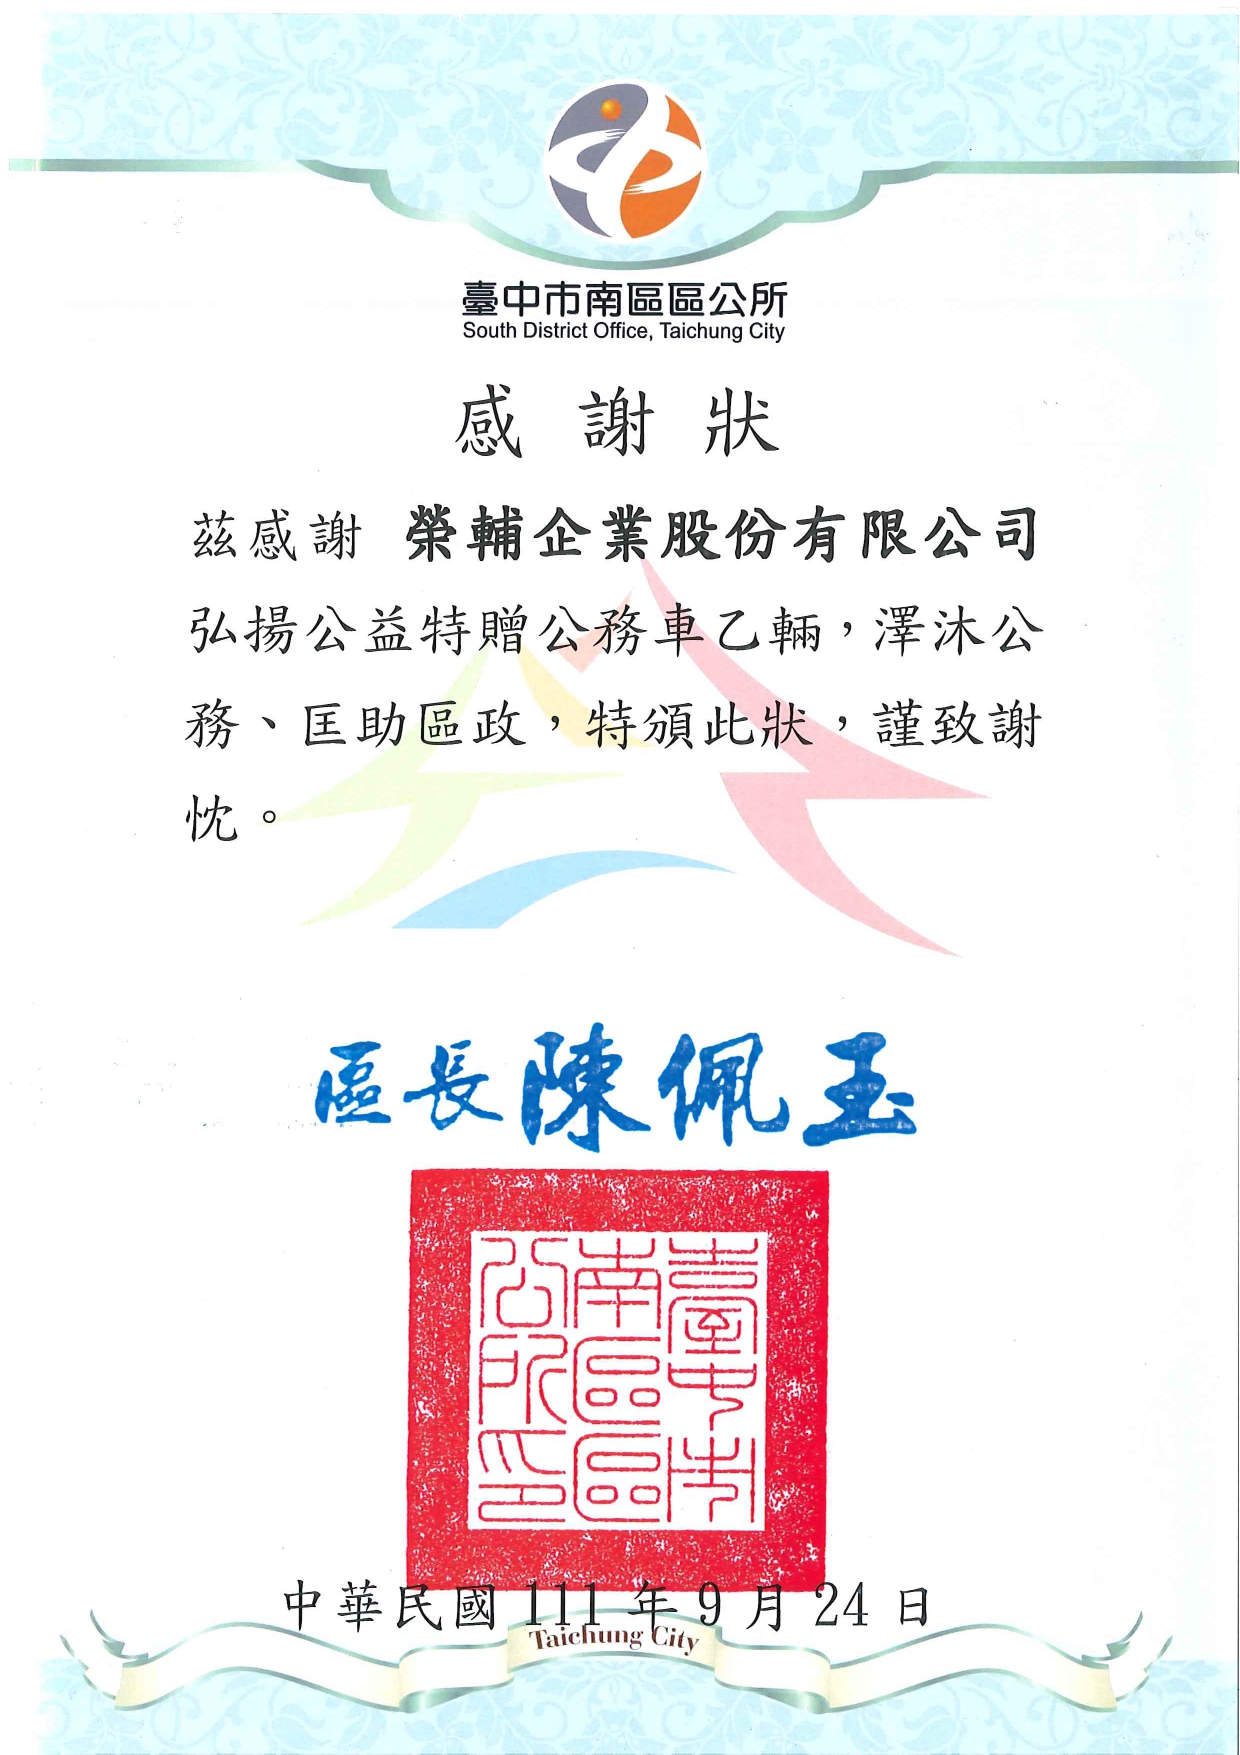 臺中市南區區公所
South District Office, Taichung City
感謝狀
茲感謝 榮輔企業股份有限公司
弘揚公益特贈公務車乙輛，澤沐公
務、匡助區政，特頒此狀，謹致謝
忱。
區長陳佩玉
臺中市
南區區
公所印
中華民國 111 年 9 月 24 日
Taichung City